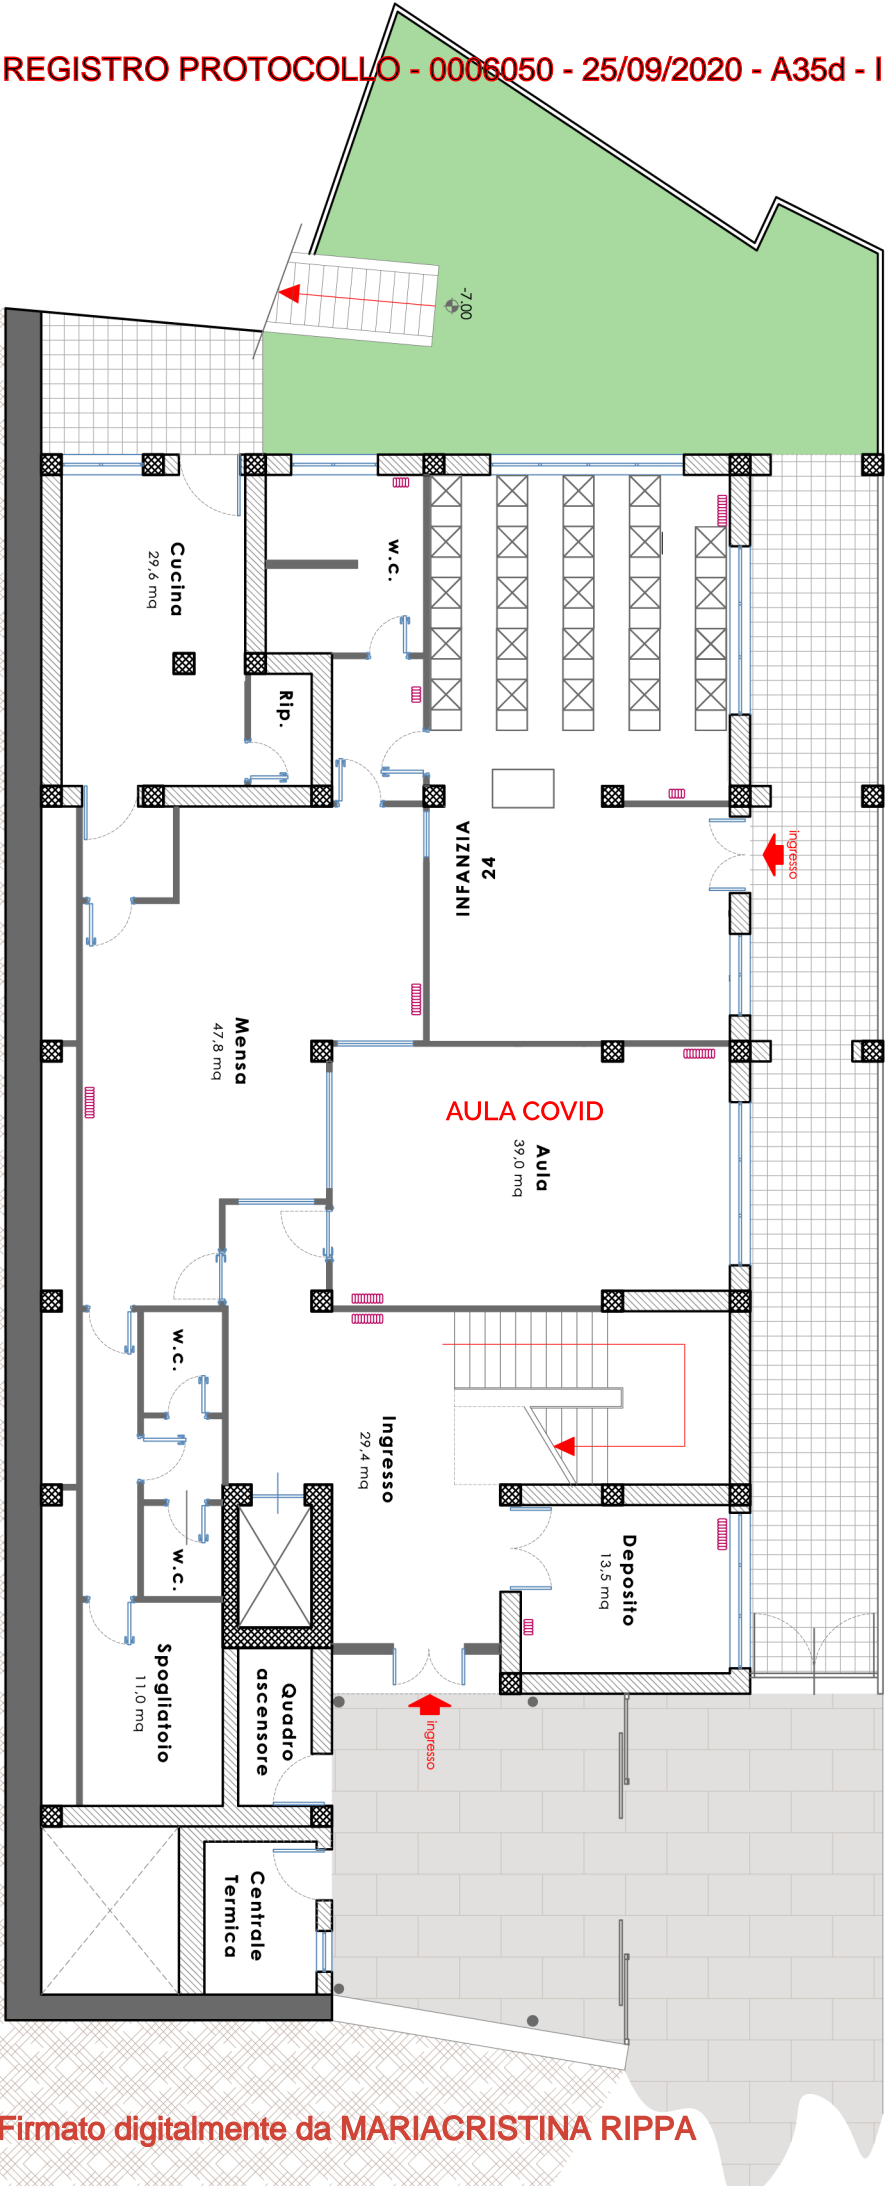 REGISTRO PROTOCOLLO - 0006050 - 25/09/2020 - A35d - I
-7.00
Cucina
29,6 mq
w.c.
Rip.
24
INFANZIA
ingresso
Mensa
47,8 mq
AULA COVID
Aula
39,0 mq
w.c.
Ingresso
29,4 mq
w.c.
Deposito
13,5 mq
Spogliatoio
11,0 mq
Quadro
ascensore
ingresso
Centrale
Termica
Firmato digitalmente da MARIACRISTINA RIPPA